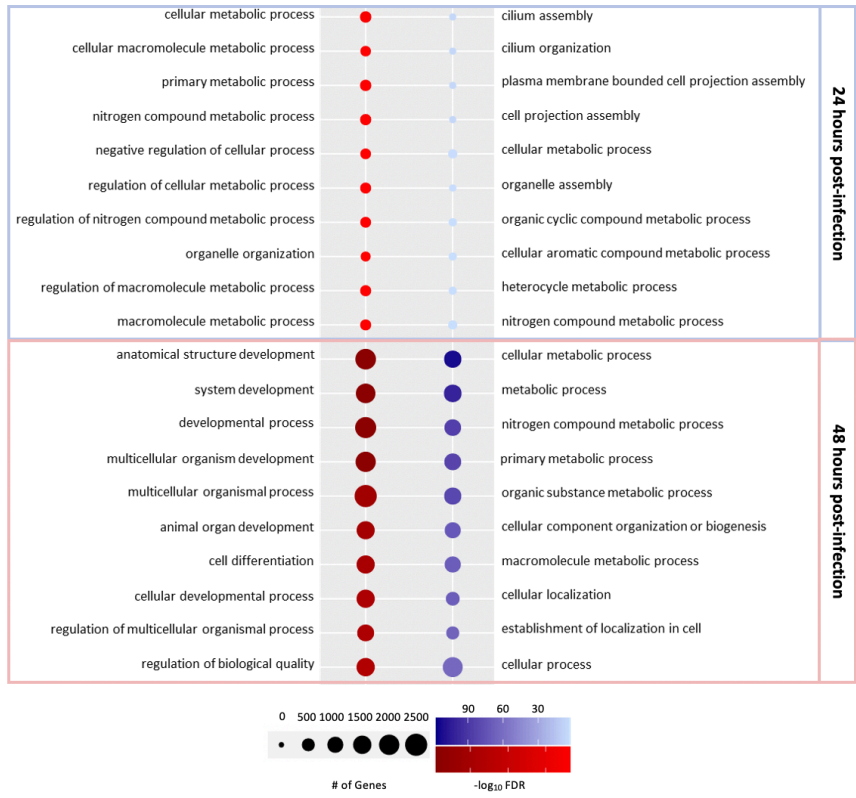 cellular metabolic process
cilium assembly
cellular macromolecule metabolic process
cilium organization
primary metabolic process
plasma membrane bounded cell projection assembly
nitrogen compound metabolic process
cell projection assembly
negative regulation of cellular process
cellular metabolic process
regulation of cellular metabolic process
organelle assembly
regulation of nitrogen compound metabolic process
organic cyclic compound metabolic process
organelle organization
cellular aromatic compound metabolic process
regulation of macromolecule metabolic process
heterocycle metabolic process
macromolecule metabolic process
nitrogen compound metabolic process
24 hours post-infection
anatomical structure development
cellular metabolic process
system development
metabolic process
developmental process
nitrogen compound metabolic process
multicellular organism development
primary metabolic process
multicellular organismal process
organic substance metabolic process
animal organ development
cellular component organization or biogenesis
cell differentiation
macromolecule metabolic process
cellular developmental process
cellular localization
regulation of multicellular organismal process
establishment of localization in cell
regulation of biological quality
cellular process
48 hours post-infection
0 500 1000 1500 2000 2500
90 60 30
# of Genes
-log₁₀ FDR